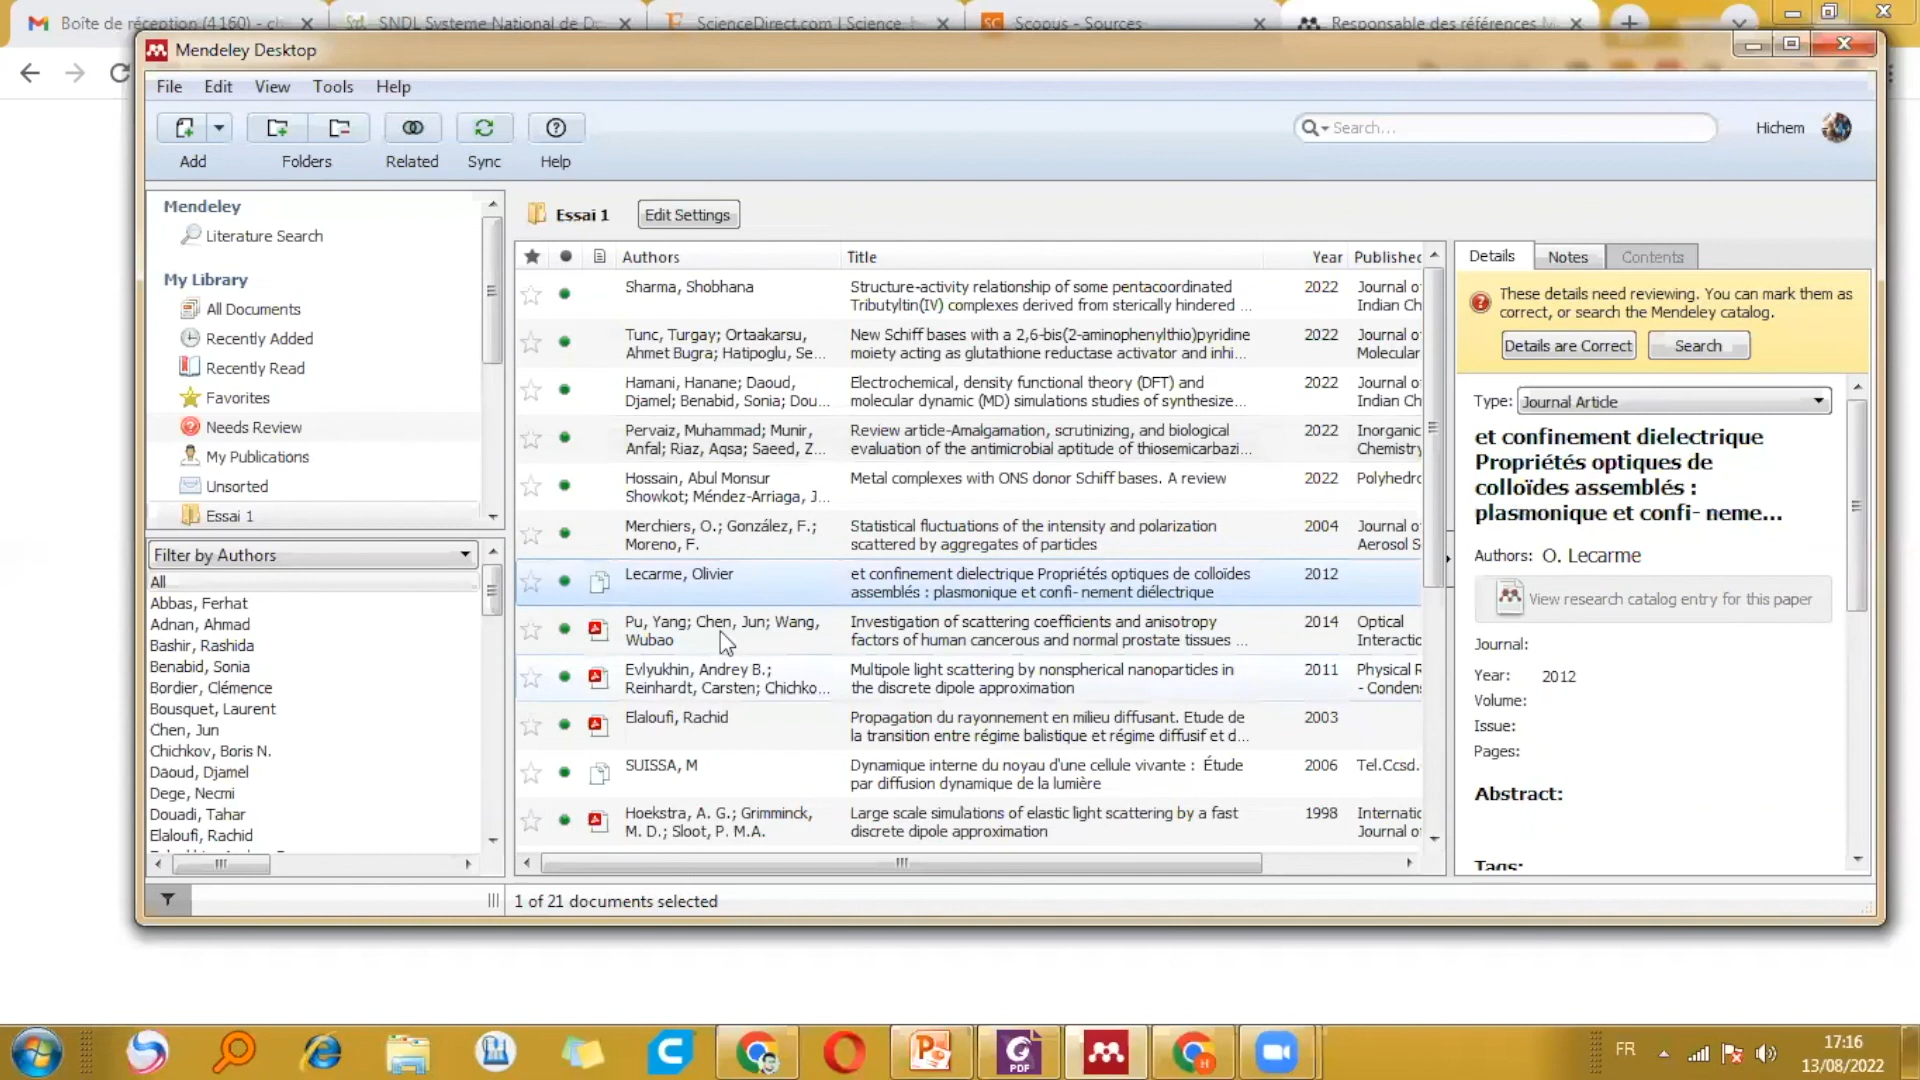 Boîte de réception (4 160) - c
SNDL Systeme National de D
ScienceDirect.com | Science
Scopus - Sources
Responsable des références
Mendeley Desktop
File Edit View Tools Help
Add
Folders
Related
Sync
Help
Search...
Hichem
Mendeley
Literature Search
My Library
All Documents
Recently Added
Recently Read
Favorites
Needs Review
My Publications
Unsorted
Essai 1
Filter by Authors
All
Abbas, Ferhat
Adnan, Ahmad
Bashir, Rashida
Benabid, Sonia
Bordier, Clémence
Bousquet, Laurent
Chen, Jun
Chichkov, Boris N.
Daoud, Djamel
Dege, Necmi
Douadi, Tahar
Elaloufi, Rachid
Essai 1
Edit Settings
Authors Title Year Published
Sharma, Shobhana
Structure-activity relationship of some pentacoordinated
Tributyltin(IV) complexes derived from sterically hindered ...
2022
Journal o
Indian Ch
Tunc, Turgay; Ortaakarsu,
Ahmet Bugra; Hatipoglu, Se...
New Schiff bases with a 2,6-bis(2-aminophenylthio)pyridine
moiety acting as glutathione reductase activator and inhi...
2022
Journal of
Molecular
Hamani, Hanane; Daoud,
Djamel; Benabid, Sonia; Dou...
Electrochemical, density functional theory (DFT) and
molecular dynamic (MD) simulations studies of synthesize...
2022
Journal o
Indian Ch
Pervaiz, Muhammad; Munir,
Anfal; Riaz, Aqsa; Saeed, Z...
Review article-Amalgamation, scrutinizing, and biological
evaluation of the antimicrobial aptitude of thiosemicarbazi...
2022
Inorganic
Chemistry
Hossain, Abul Monsur
Showkot; Méndez-Arriaga, J...
Metal complexes with ONS donor Schiff bases. A review
2022
Polyhedro
Merchiers, O.; González, F.;
Moreno, F.
Statistical fluctuations of the intensity and polarization
scattered by aggregates of particles
2004
Journal o
Aerosol S
Lecarme, Olivier
et confinement dielectrique Propriétés optiques de colloïdes
assemblés : plasmonique et confi- nement diélectrique
2012
Pu, Yang; Chen, Jun; Wang,
Wubao
Investigation of scattering coefficients and anisotropy
factors of human cancerous and normal prostate tissues ...
2014
Optical
Interactic
Evlyukhin, Andrey B.;
Reinhardt, Carsten; Chichko...
Multipole light scattering by nonspherical nanoparticles in
the discrete dipole approximation
2011
Physical R
- Conden
Elaloufi, Rachid
Propagation du rayonnement en milieu diffusant. Etude de
la transition entre régime balistique et régime diffusif et d...
2003
SUISSA, M
Dynamique interne du noyau d'une cellule vivante : Étude
par diffusion dynamique de la lumière
2006
Tel.Ccsd.
Hoekstra, A. G.; Grimminck,
M. D.; Sloot, P. M.A.
Large scale simulations of elastic light scattering by a fast
discrete dipole approximation
1998
Internatic
Journal o
Details Notes Contents
These details need reviewing. You can mark them as
correct, or search the Mendeley catalog.
Details are Correct
Search
Type: Journal Article
et confinement dielectrique
Propriétés optiques de
colloïdes assemblés :
plasmonique et confi- neme...
Authors: O. Lecarme
View research catalog entry for this paper
Journal:
Year: 2012
Volume:
Issue:
Pages:
Abstract:
Tags:
1 of 21 documents selected
FR
17:16
13/08/2022